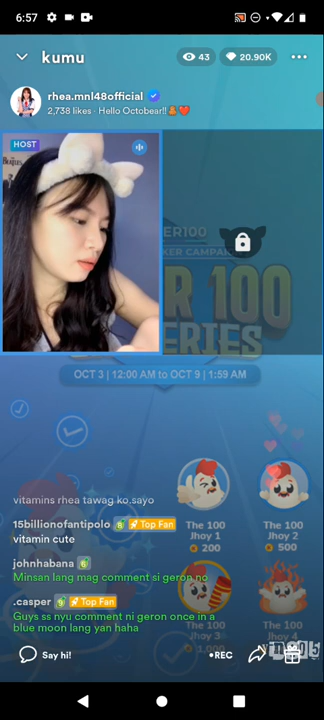 6:57
kumu
43
20.90K
rhea.mnl48official
2,738 likes · Hello Octobear!!
HOST
R 100
ERIES
OCT 3 | 12:00 AM to OCT 9 | 1:59 AM
vitamins rhea tawag ko.sayo
The 100
Jhoy 1
200
The 100
Jhoy 2
500
15billionofantipolo Top Fan
vitamin cute
johnhabana
Minsan lang mag comment si geron no
.casper Top Fan
Guys ss nyu comment ni geron once in a
blue moon lang yan haha
The 100
Jhoy 3
The 100
Jhoy 4
Say hi!
•REC